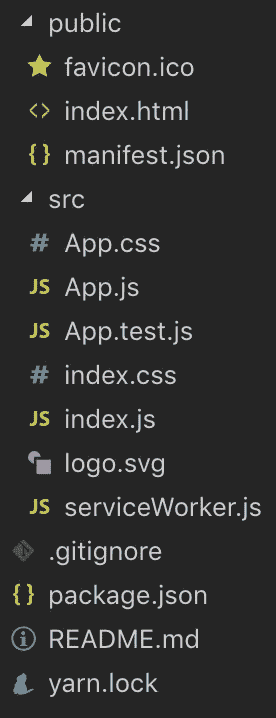 public
favicon.ico
index.html
manifest.json
src
App.css
App.js
App.test.js
index.css
index.js
logo.svg
serviceWorker.js
.gitignore
package.json
README.md
yarn.lock